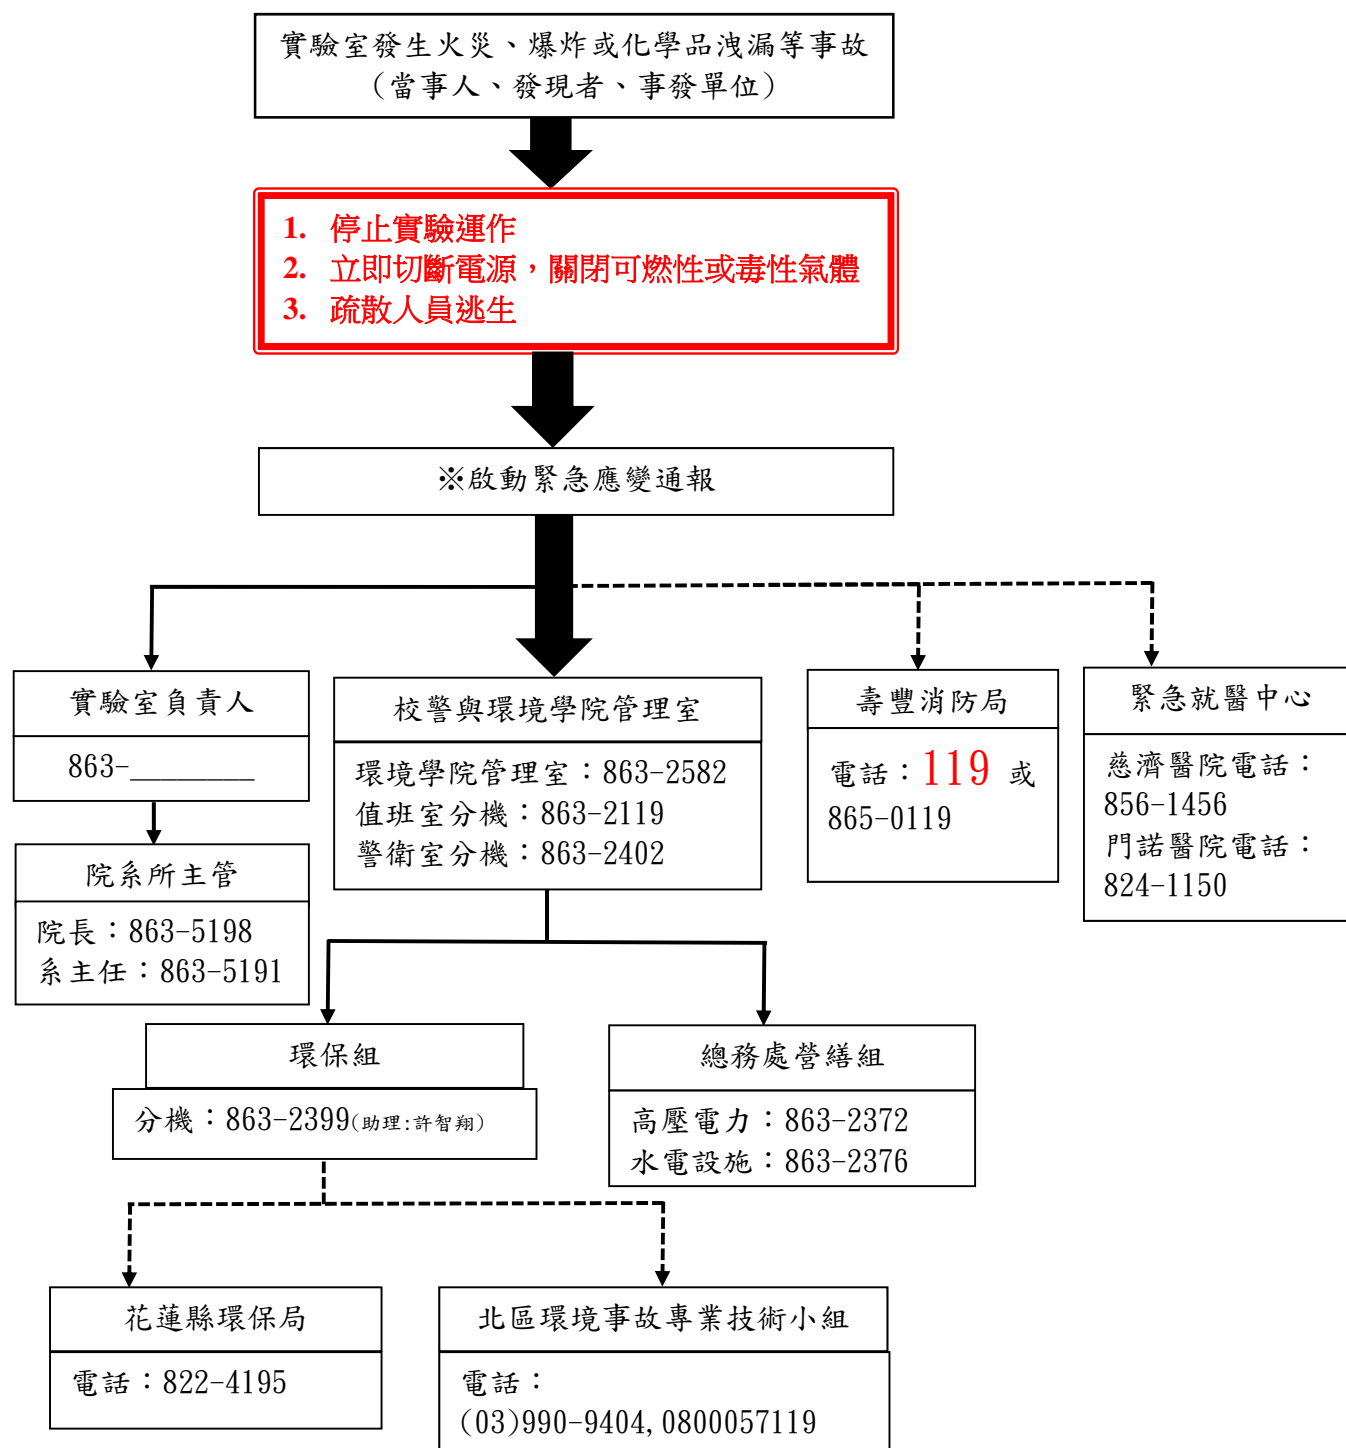 實驗室發生火災、爆炸或化學品洩漏等事故
(當事人、發現者、事發單位)
1. 停止實驗運作
2. 立即切斷電源，關閉可燃性或毒性氣體
3. 疏散人員逃生
※啟動緊急應變通報
實驗室負責人
863-________
院系所主管
院長：863-5198
系主任：863-5191
校警與環境學院管理室
環境學院管理室：863-2582
值班室分機：863-2119
警衛室分機：863-2402
壽豐消防局
電話：119 或
865-0119
緊急就醫中心
慈濟醫院電話：
856-1456
門諾醫院電話：
824-1150
環保組
分機：863-2399(助理:許智翔)
總務處營繕組
高壓電力：863-2372
水電設施：863-2376
花蓮縣環保局
電話：822-4195
北區環境事故專業技術小組
電話：
(03)990-9404,0800057119